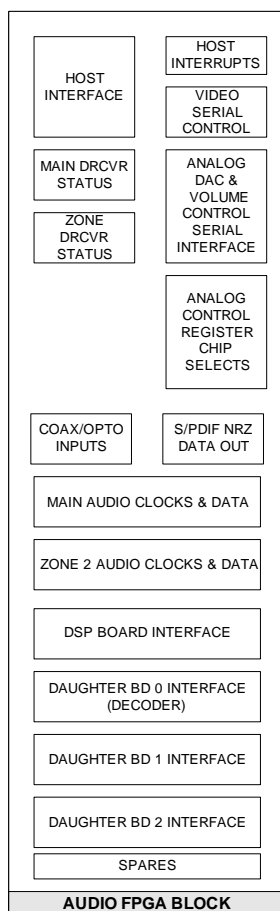 HOST
INTERFACE
HOST
INTERRUPTS
VIDEO
SERIAL
CONTROL
MAIN DRCVR
STATUS
ZONE
DRCVR
STATUS
ANALOG
DAC &
VOLUME
CONTROL
SERIAL
INTERFACE
ANALOG
CONTROL
REGISTER
CHIP
SELECTS
COAX/OPTO
INPUTS
S/PDIF NRZ
DATA OUT
MAIN AUDIO CLOCKS & DATA
ZONE 2 AUDIO CLOCKS & DATA
DSP BOARD INTERFACE
DAUGHTER BD 0 INTERFACE
(DECODER)
DAUGHTER BD 1 INTERFACE
DAUGHTER BD 2 INTERFACE
SPARES
AUDIO FPGA BLOCK